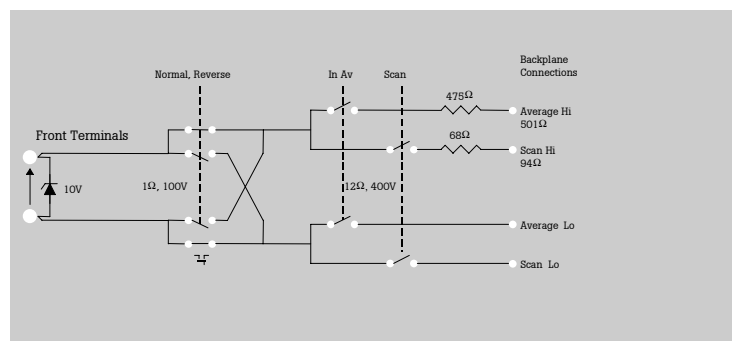 Backplane
Connections
Normal, Reverse
In Av
Scan
475Ω
Average Hi
501Ω
Front Terminals
68Ω
Scan Hi
94Ω
10V
1Ω, 100V
12Ω, 400V
Average Lo
Scan Lo